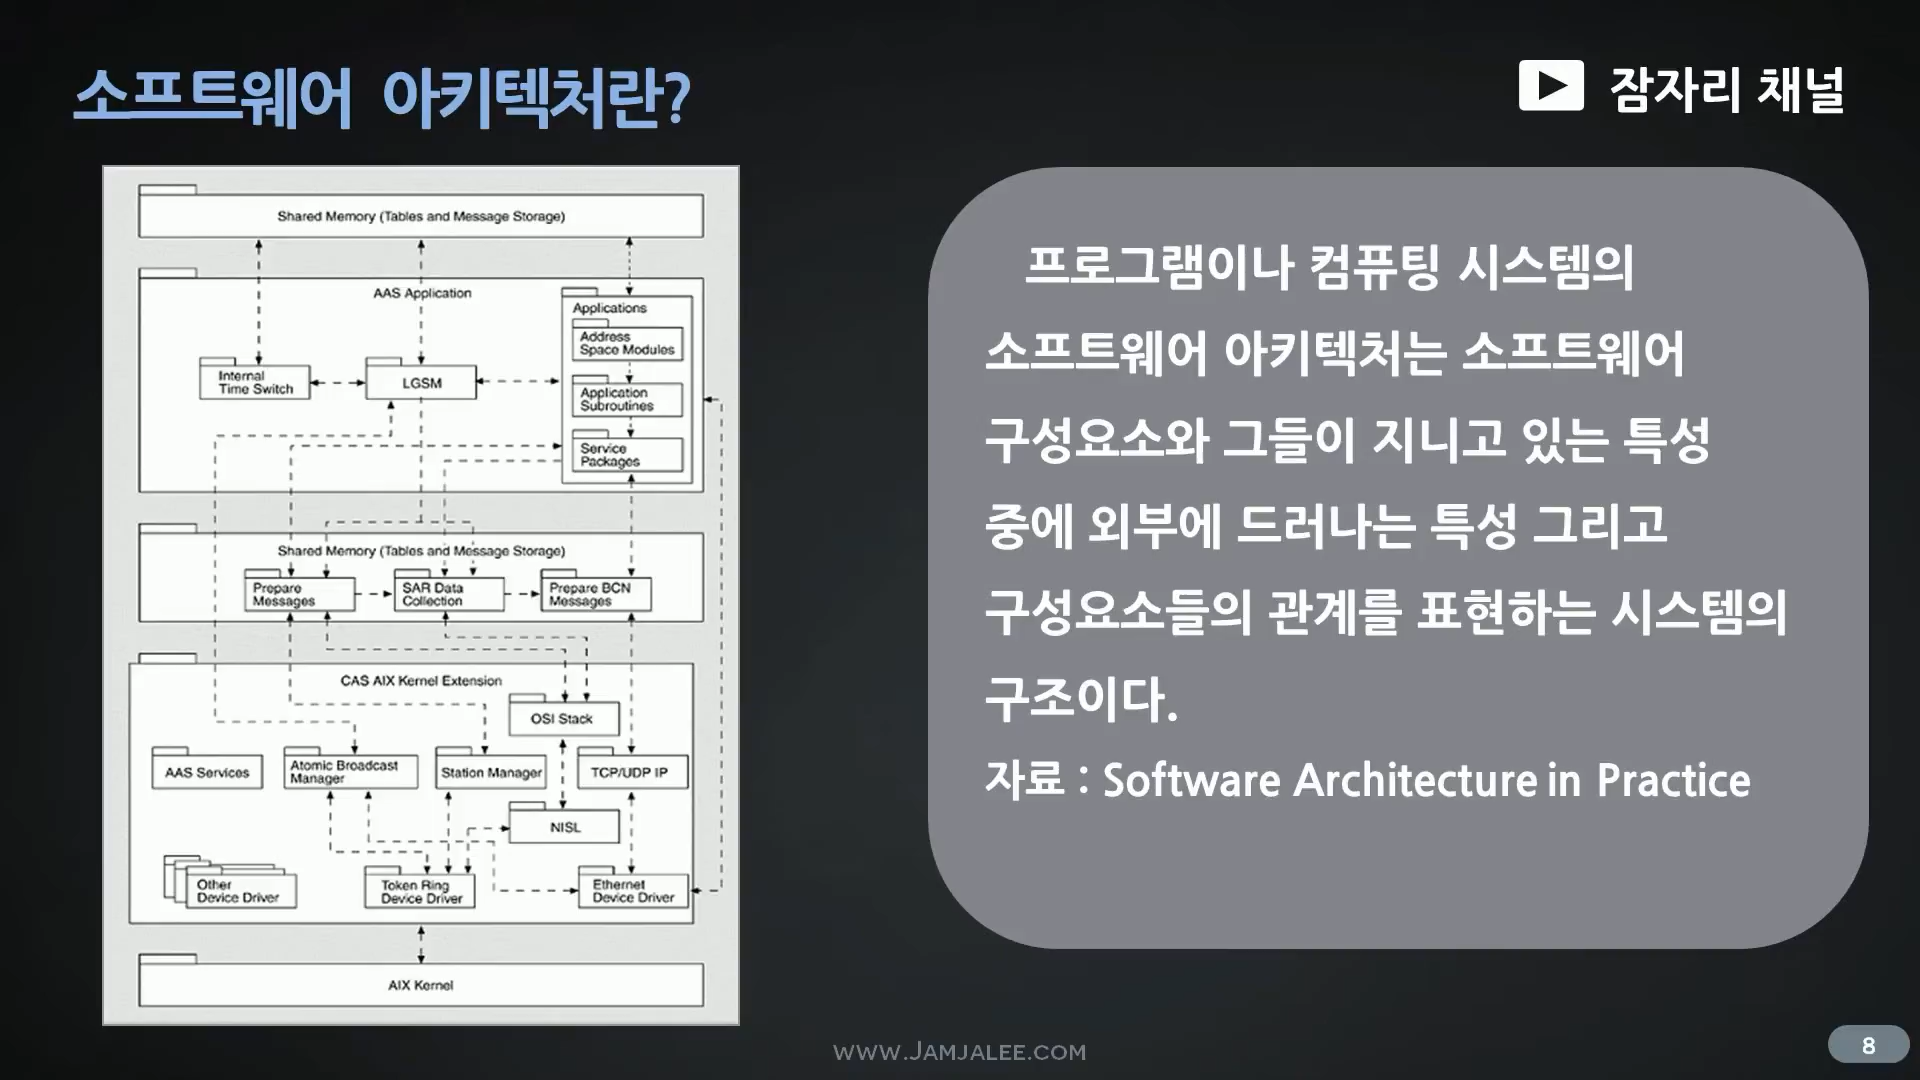 소프트웨어 아키텍처란?
잠자리 채널
Shared Memory (Tables and Message Storage)
AAS Application
Applications
Address
Space Modules
Internal
Time Switch
LGSM
Application
Subroutines
Service
Packages
Shared Memory (Tables and Message Storage)
Prepare
Messages
SAR Data
Collection
Prepare BCN
Messages
CAS AIX Kernel Extension
OSI Stack
AAS Services
Atomic Broadcast
Manager
Station Manager
TCP/UDP IP
NISL
Other
Device Driver
Token Ring
Device Driver
Ethernet
Device Driver
AIX Kernel
프로그램이나 컴퓨팅 시스템의
소프트웨어 아키텍처는 소프트웨어
구성요소와 그들이 지니고 있는 특성
중에 외부에 드러나는 특성 그리고
구성요소들의 관계를 표현하는 시스템의
구조이다.
자료 : Software Architecture in Practice
www.Jamjalee.com
8